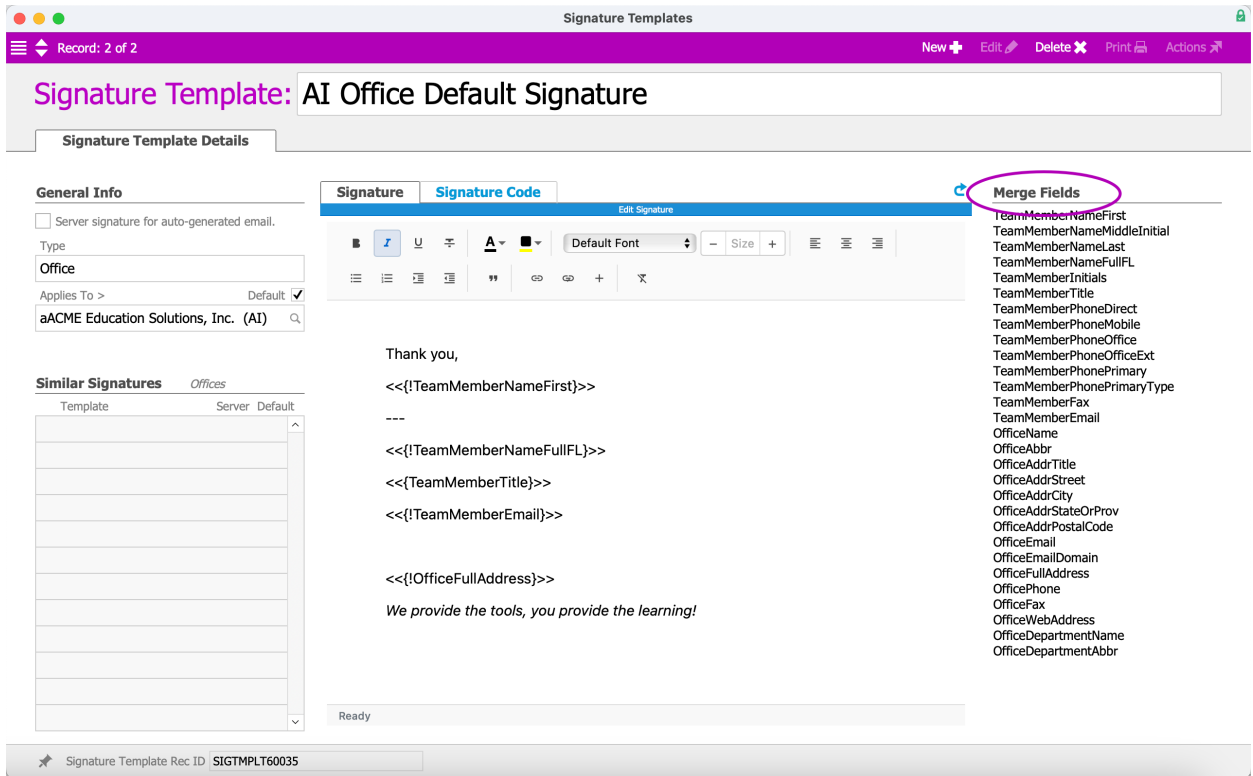 Signature Templates
Record: 2 of 2
New Edit Delete Print Actions
Signature Template: AI Office Default Signature
Signature Template Details
General Info
Server signature for auto-generated email.
Type
Office
Applies To > Default
aACME Education Solutions, Inc. (AI)
Similar Signatures Offices
Template Server Default
Signature Signature Code
Edit Signature
B I U T A Default Font – Size +
Thank you,
<<{!TeamMemberNameFirst}>>
---
<<{!TeamMemberNameFullFL}>>
<<{TeamMemberTitle}>>
<<{!TeamMemberEmail}>>
<<{!OfficeFullAddress}>>
We provide the tools, you provide the learning!
Ready
Merge Fields
TeamMemberNameFirst
TeamMemberNameMiddleInitial
TeamMemberNameLast
TeamMemberNameFullFL
TeamMemberInitials
TeamMemberTitle
TeamMemberPhoneDirect
TeamMemberPhoneMobile
TeamMemberPhoneOffice
TeamMemberPhoneOfficeExt
TeamMemberPhonePrimary
TeamMemberPhonePrimaryType
TeamMemberFax
TeamMemberEmail
OfficeName
OfficeAbbr
OfficeAddrTitle
OfficeAddrStreet
OfficeAddrCity
OfficeAddrStateOrProv
OfficeAddrPostalCode
OfficeEmail
OfficeEmailDomain
OfficeFullAddress
OfficePhone
OfficeFax
OfficeWebAddress
OfficeDepartmentName
OfficeDepartmentAbbr
Signature Template Rec ID SIGTMPLT60035